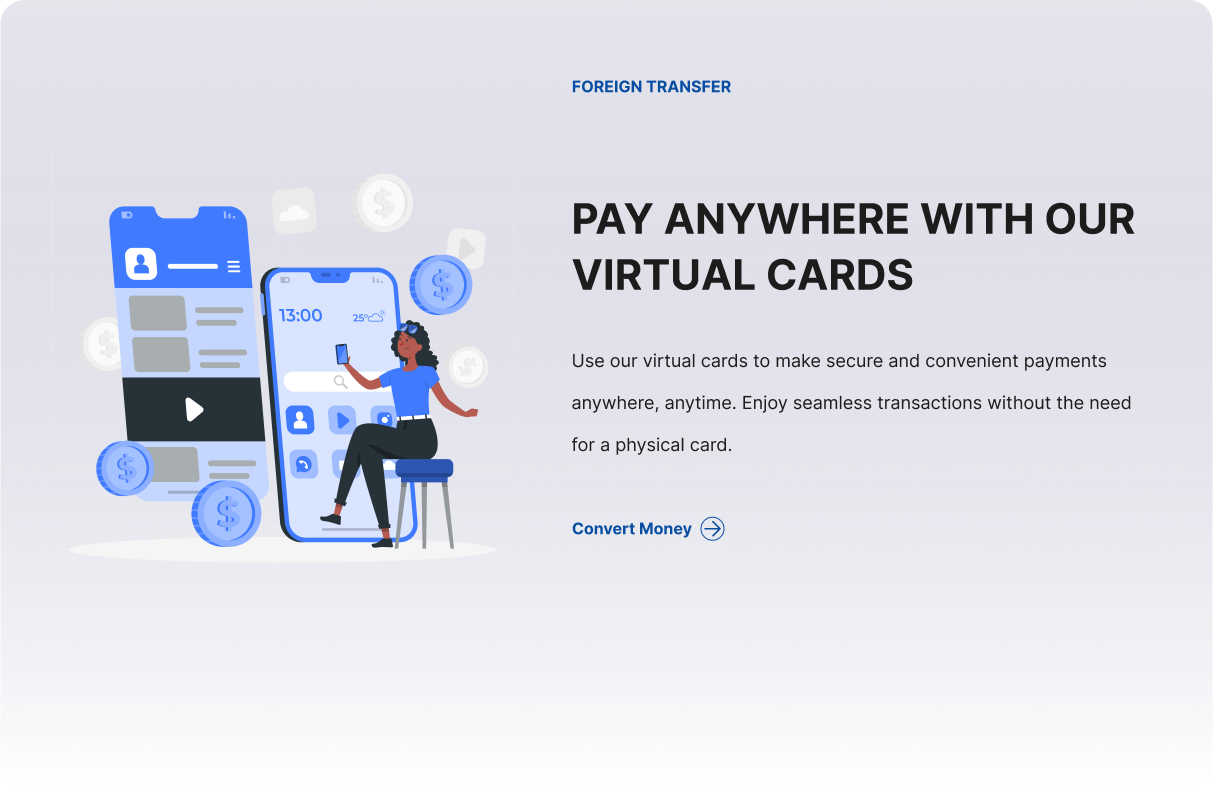 FOREIGN TRANSFER
PAY ANYWHERE WITH OUR
VIRTUAL CARDS
13:00
25°
Use our virtual cards to make secure and convenient payments
anywhere, anytime. Enjoy seamless transactions without the need
for a physical card.
Convert Money